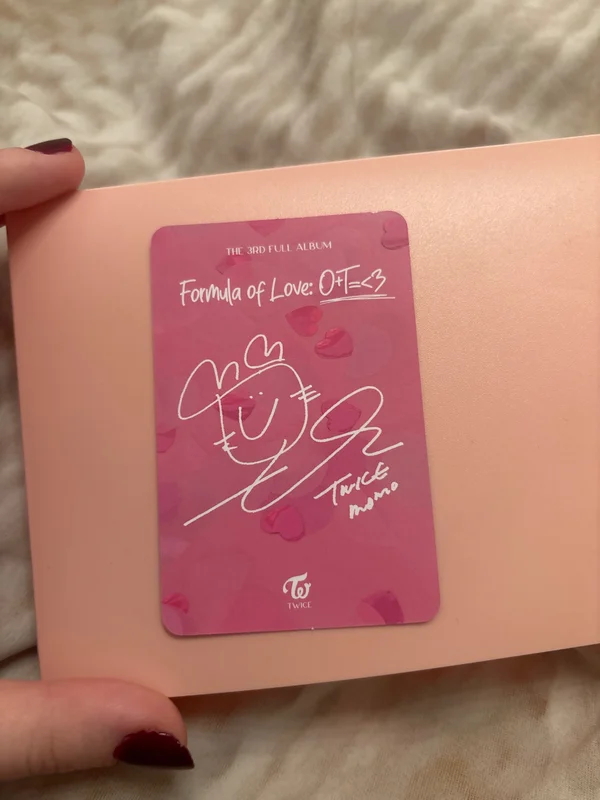 THE 3RD FULL ALBUM
Formula of Love: O+T=<3
TWICE
MOMO
TWICE